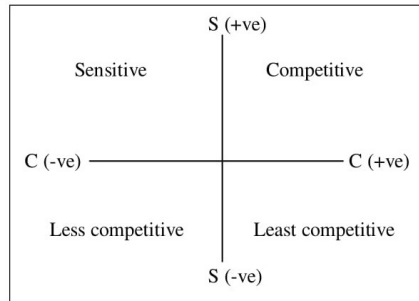 S (+ve)
Sensitive
Competitive
C (-ve)
C (+ve)
Less competitive
Least competitive
S (-ve)